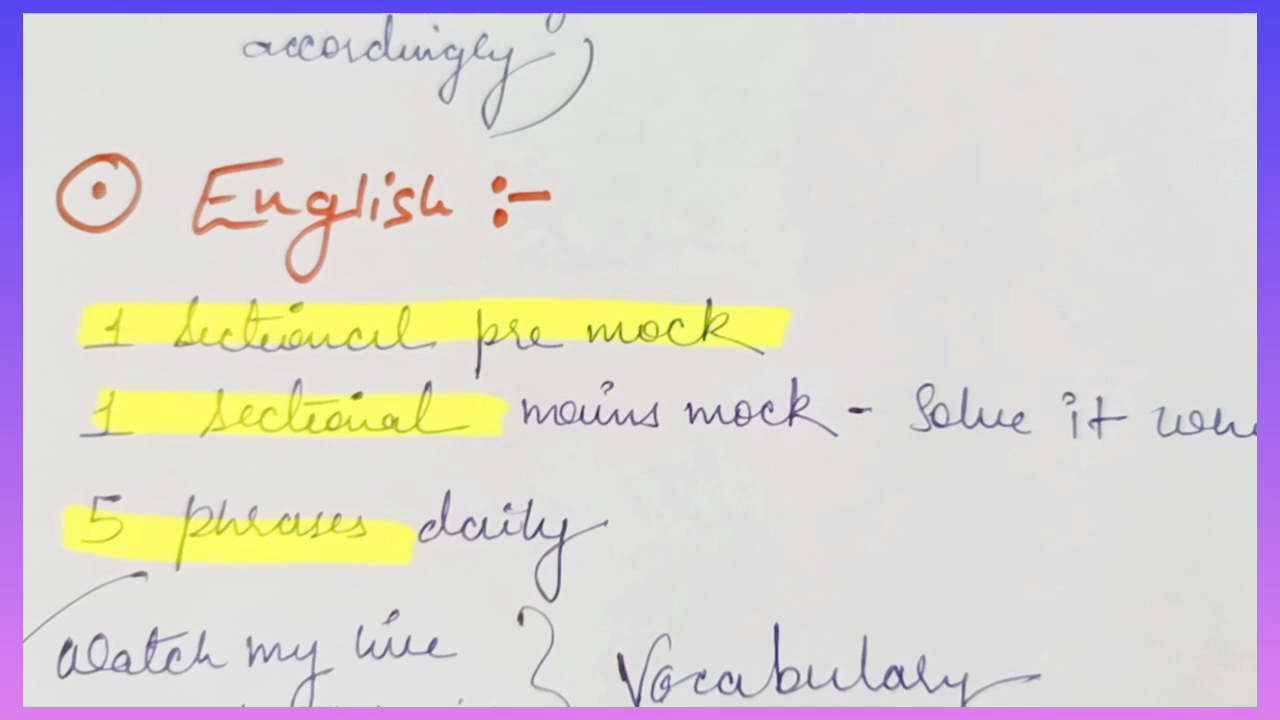 accordingly)
⊙ English :-
1 Sectional pre mock
1 Sectional mains mock - Solve it
5 phrases daily
Watch my live } Vocabulary